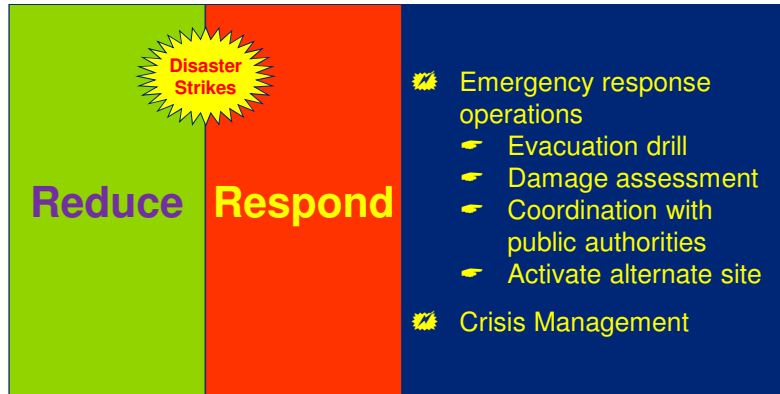 Disaster
Strikes
Reduce
Respond
Emergency response
operations
Evacuation drill
Damage assessment
Coordination with
public authorities
Activate alternate site
Crisis Management